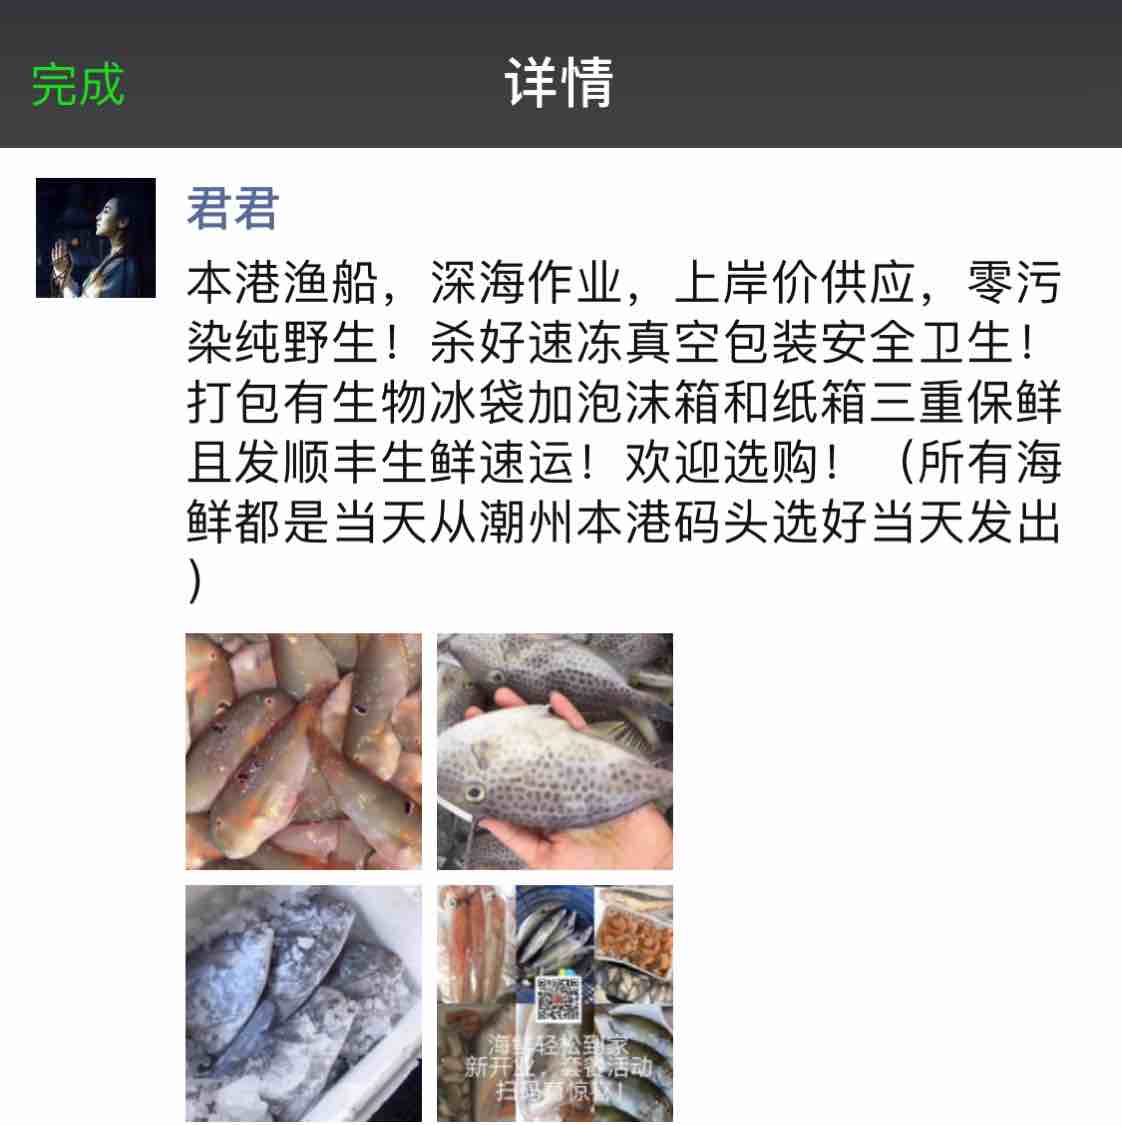 完成
详情
君君
本港渔船，深海作业，上岸价供应，零污
染纯野生！杀好速冻真空包装安全卫生！
打包有生物冰袋加泡沫箱和纸箱三重保鲜
且发顺丰生鲜速运！欢迎选购！（所有海
鲜都是当天从潮州本港码头选好当天发出
）
海鲜轻松到家
新开业，套餐活动，
扫码有惊喜！